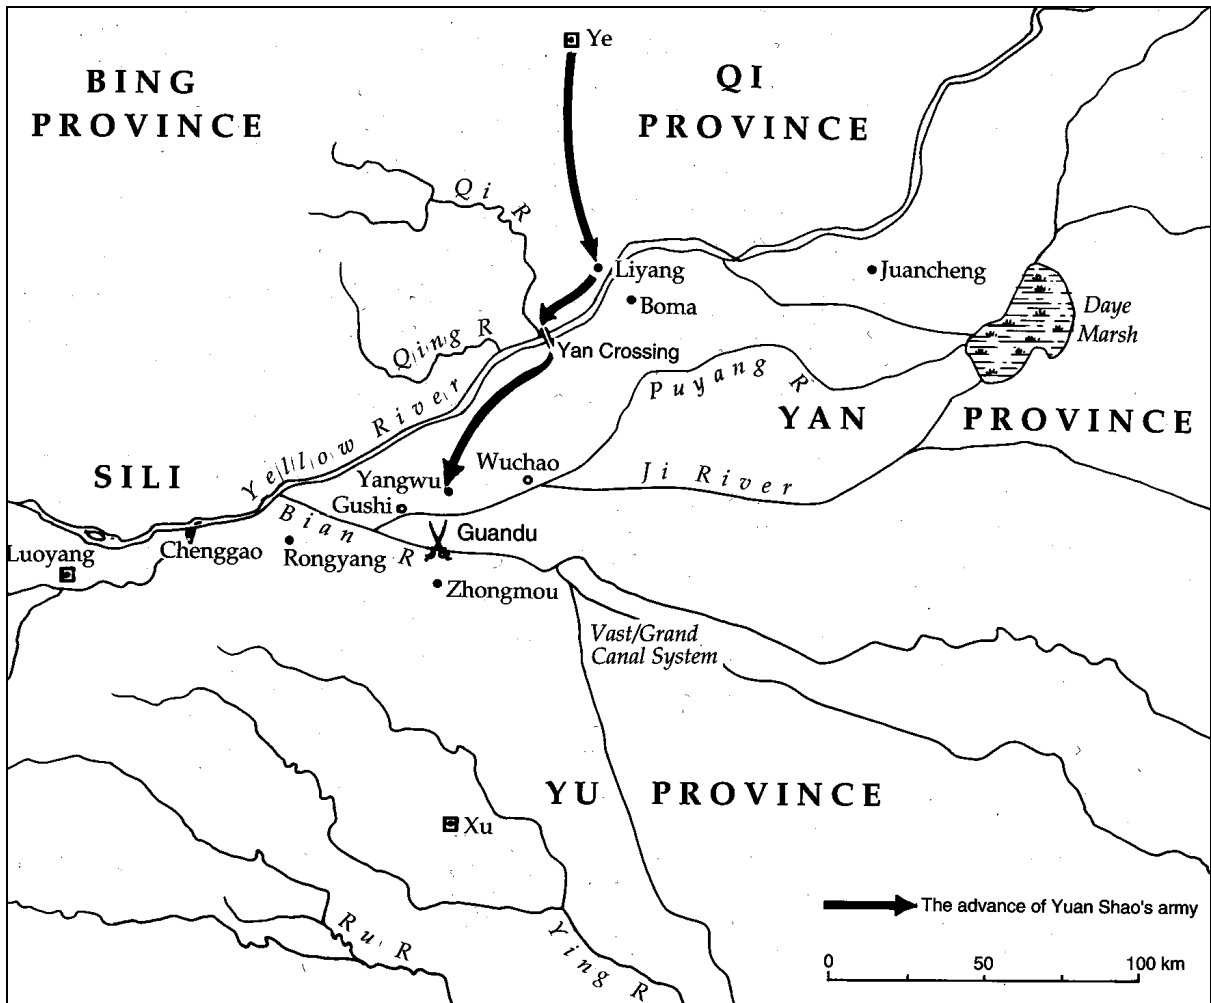 Ye
BING
PROVINCE
QI
PROVINCE
Qi R
Liyang
Juancheng
Boma
Daye
Marsh
Qing R
Yan Crossing
Puyang R
Yellow River
YAN PROVINCE
SILI
Wuchao
Yangwu
Ji River
Gushi
Bian R
Guandu
Luoyang
Chenggao
Rongyang
Zhongmou
Vast/Grand
Canal System
YU PROVINCE
Xu
Ru R
Ying R
The advance of Yuan Shao's army
0 50 100 km